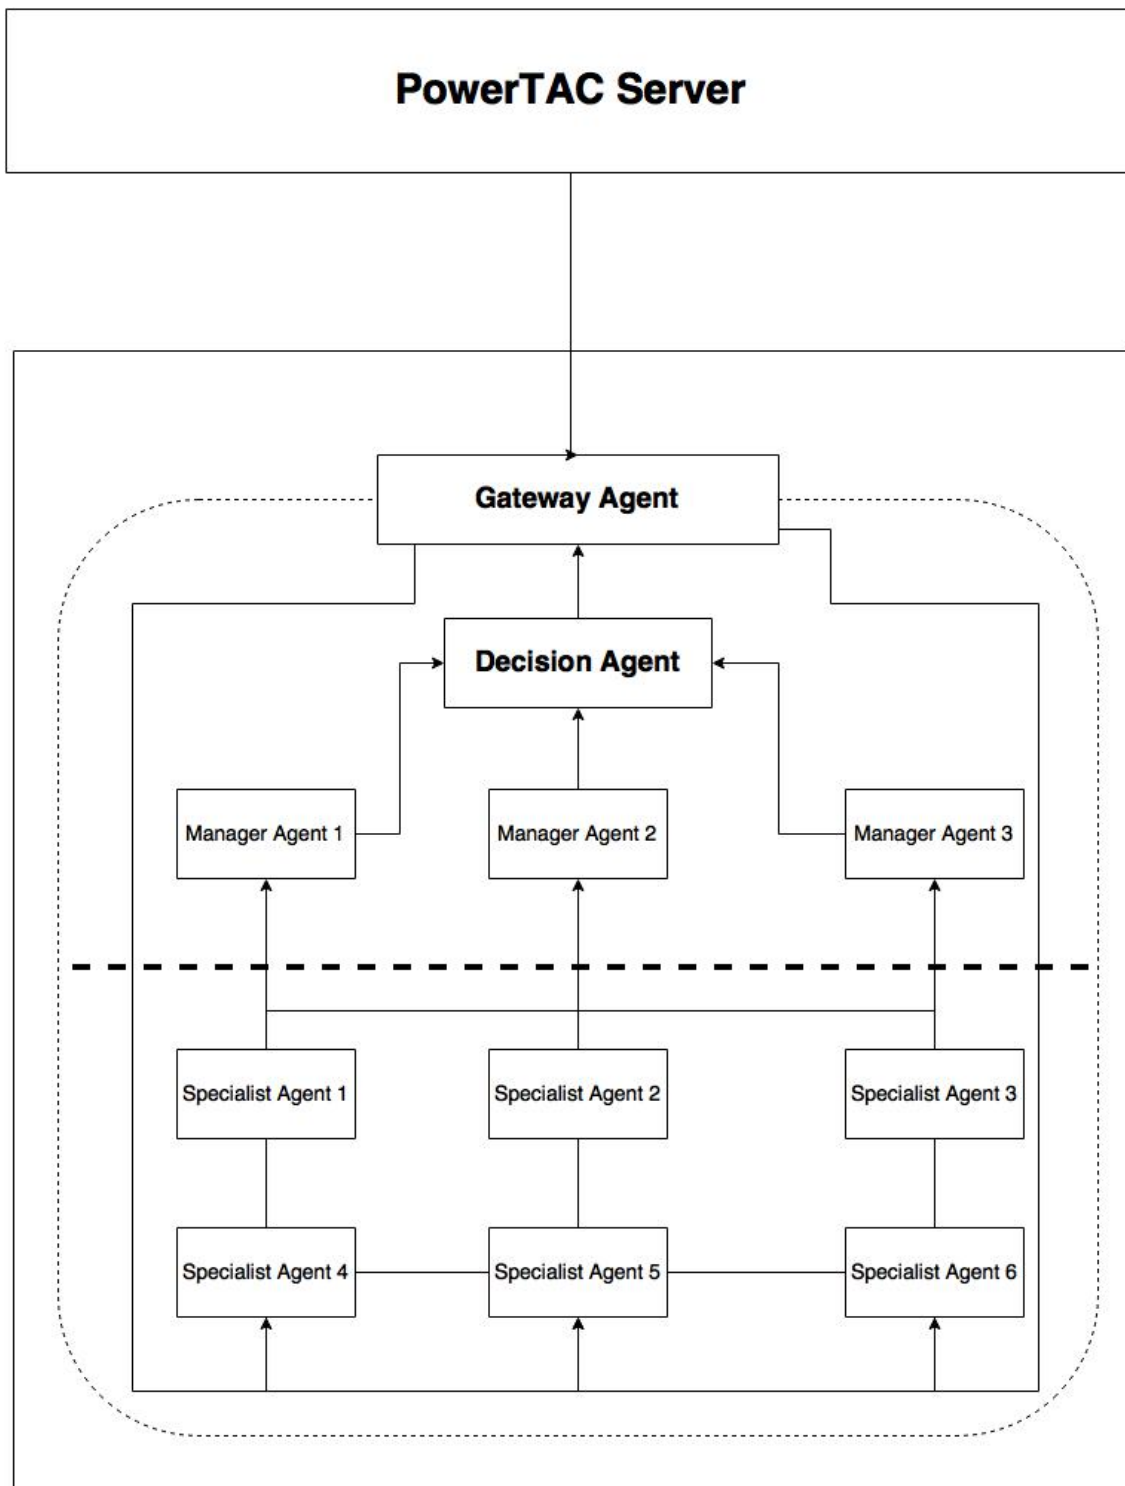 PowerTAC Server
Gateway Agent
Decision Agent
Manager Agent 1
Manager Agent 2
Manager Agent 3
Specialist Agent 1
Specialist Agent 2
Specialist Agent 3
Specialist Agent 4
Specialist Agent 5
Specialist Agent 6